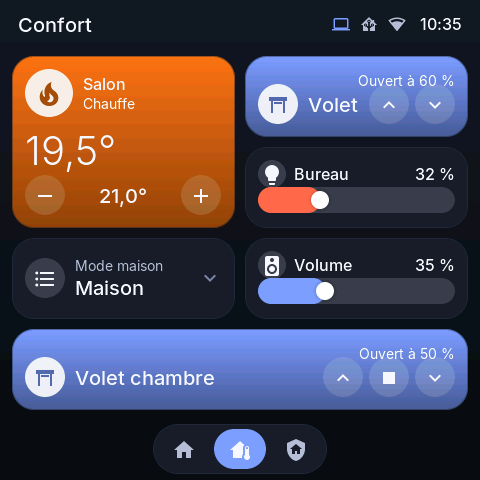 Confort
10:35
Salon
Chauffe
19,5°
21,0°
Ouvert à 60 %
Volet
Bureau
32 %
Mode maison
Maison
Volume
35 %
Ouvert à 50 %
Volet chambre